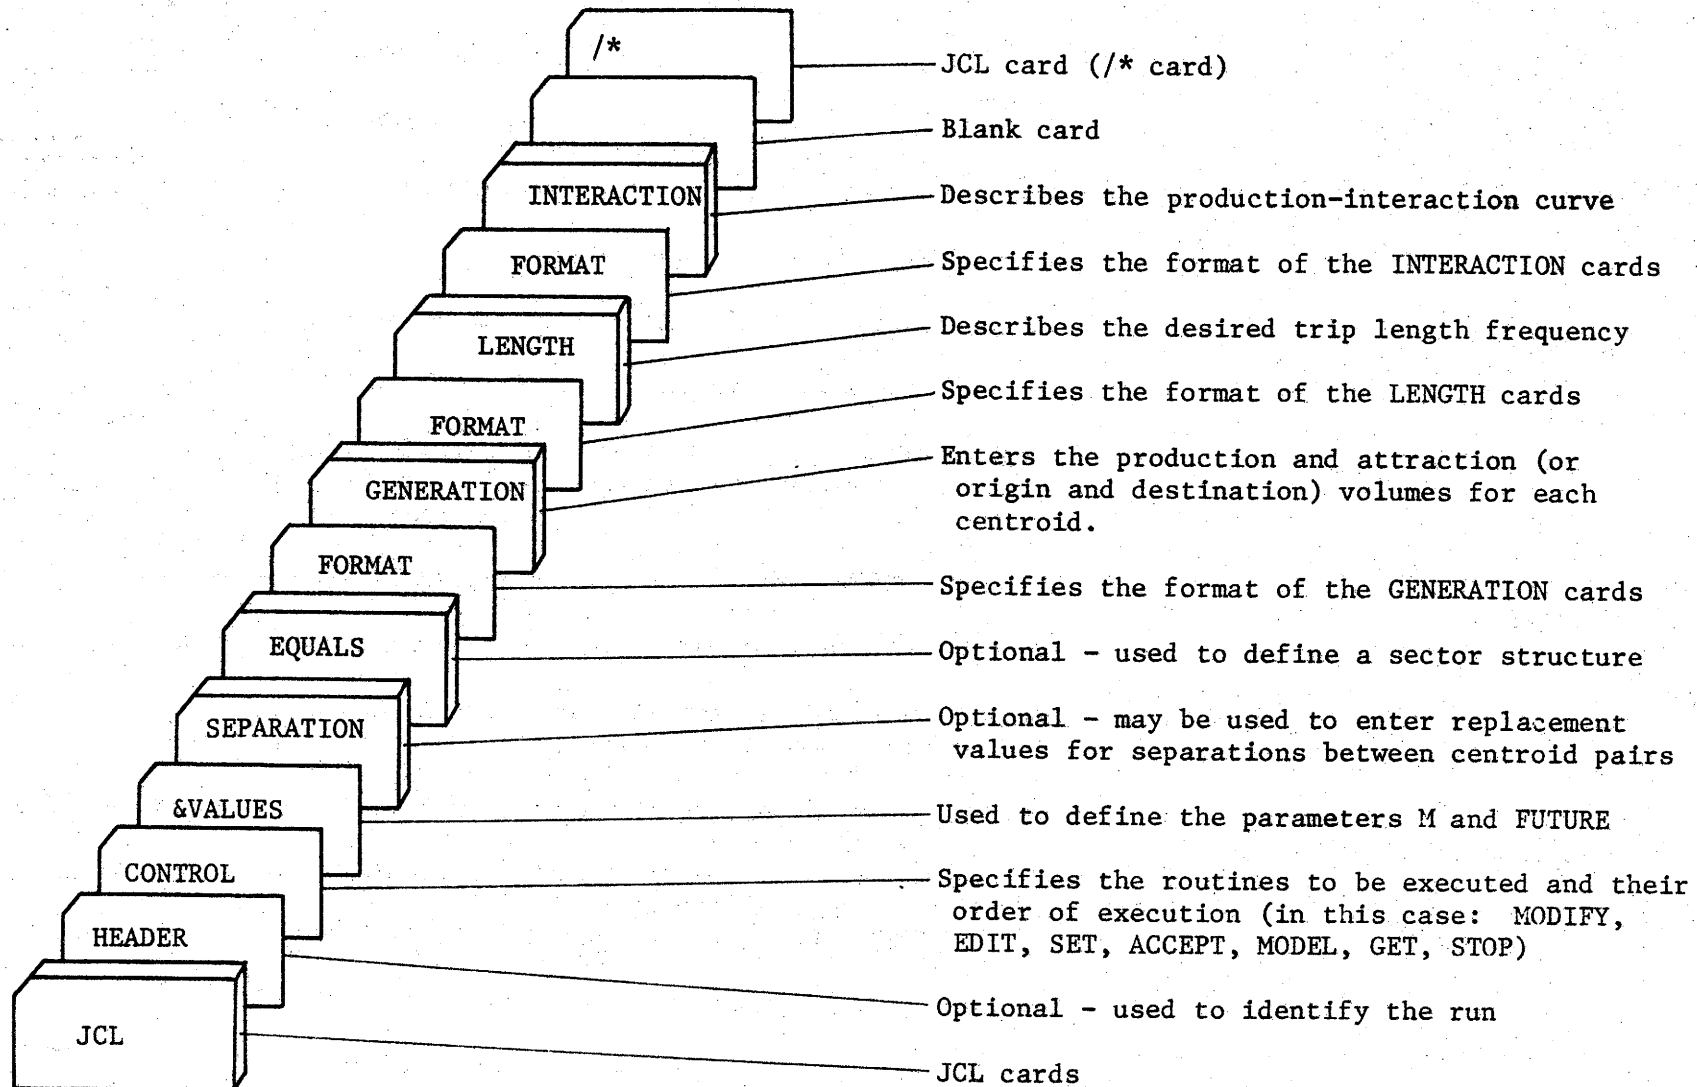 /*
JCL card (/* card)
Blank card
INTERACTION
Describes the production-interaction curve
FORMAT
Specifies the format of the INTERACTION cards
LENGTH
Describes the desired trip length frequency
FORMAT
Specifies the format of the LENGTH cards
GENERATION
Enters the production and attraction (or
origin and destination) volumes for each
centroid.
FORMAT
Specifies the format of the GENERATION cards
EQUALS
Optional - used to define a sector structure
SEPARATION
Optional - may be used to enter replacement
values for separations between centroid pairs
&VALUES
Used to define the parameters M and FUTURE
CONTROL
Specifies the routines to be executed and their
order of execution (in this case: MODIFY,
EDIT, SET, ACCEPT, MODEL, GET, STOP)
HEADER
Optional - used to identify the run
JCL
JCL cards